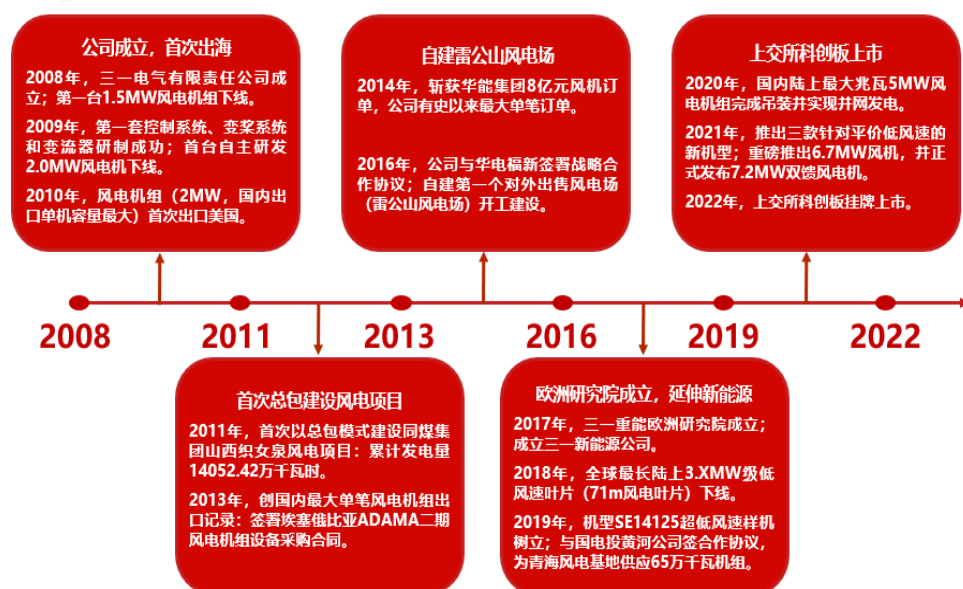 公司成立，首次出海
2008年，三一电气有限责任公司成
立；第一台1.5MW风电机组下线。
2009年，第一套控制系统、变桨系统
和变流器研制成功；首台自主研发
2.0MW风电机下线。
2010年，风电机组（2MW，国内出
口单机容量最大）首次出口美国。
自建雷公山风电场
2014年，斩获华能集团8亿元风机订
单，公司有史以来最大单笔订单。
2016年，公司与华电福新签署战略合
作协议；自建第一个对外出售风电场
（雷公山风电场）开工建设。
上交所科创板上市
2020年，国内陆上最大兆瓦5MW风
电机组完成吊装并实现并网发电。
2021年，推出三款针对平价低风速的
新机型；重磅推出6.7MW风机，并正
式发布7.2MW双馈风电机。
2022年，上交所科创板挂牌上市。
2008
2011
2013
2016
2019
2022
首次总包建设风电项目
2011年，首次以总包模式建设同煤集
团山西织女泉风电项目：累计发电量
14052.42万千瓦时。
2013年，创国内最大单笔风电机组出
口记录：签署埃塞俄比亚ADAMA二期
风电机组设备采购合同。
欧洲研究院成立，延伸新能源
2017年，三一重能欧洲研究院成立；
成立三一新能源公司。
2018年，全球最长陆上3.XMW级低
风速叶片（71m风电叶片）下线。
2019年，机型SE14125超低风速样机
树立；与国电投黄河公司签合作协议，
为青海风电基地供应65万千瓦机组。